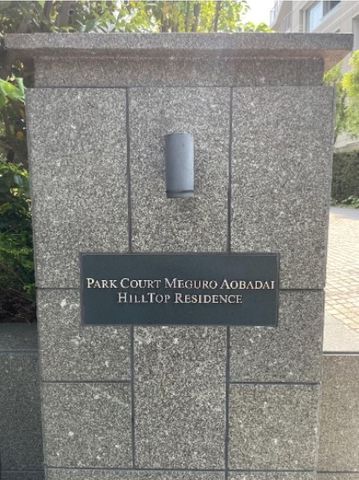 Park Court Meguro Aobadai
HillTop Residence